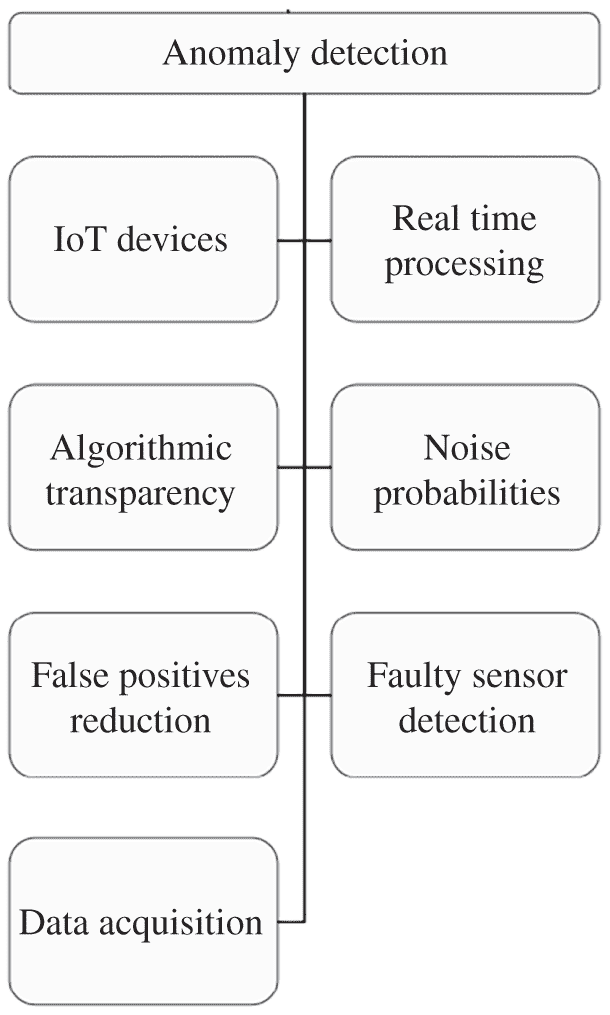 Anomaly detection
IoT devices
Real time
processing
Algorithmic
transparency
Noise
probabilities
False positives
reduction
Faulty sensor
detection
Data acquisition